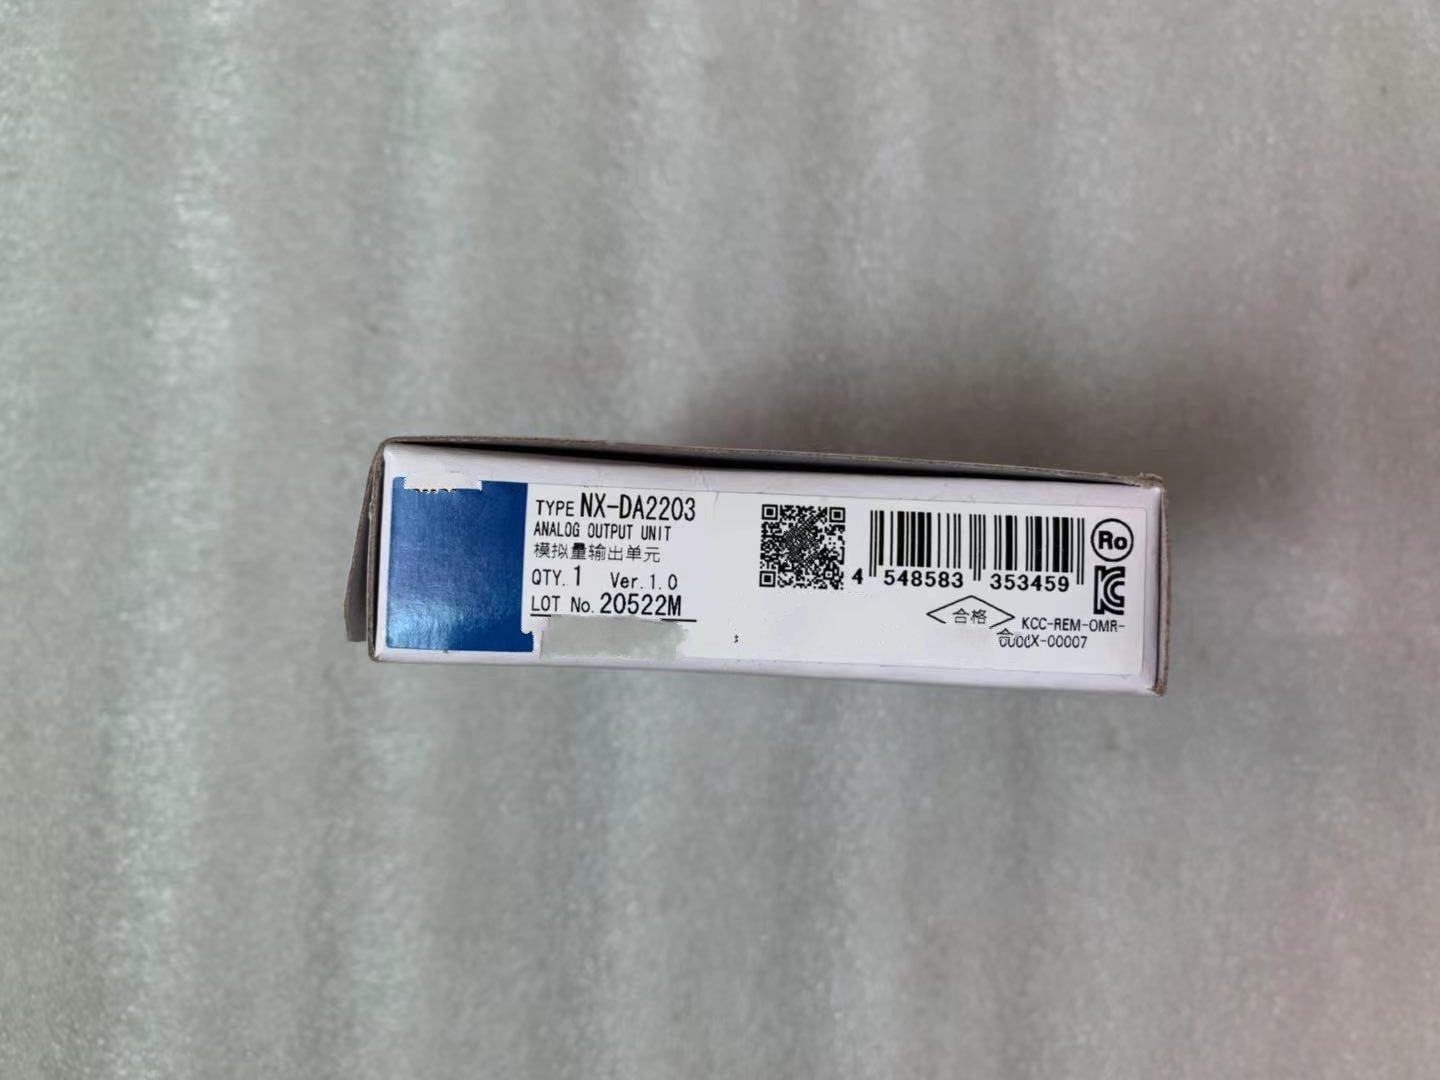 TYPE NX-DA2203
ANALOG OUTPUT UNIT
模拟量输出单元
QTY. 1 Ver. 1.0
LOT No. 20522M
4 548583 353459
Ro
合格
KCC-REM-OMR-
X-00007